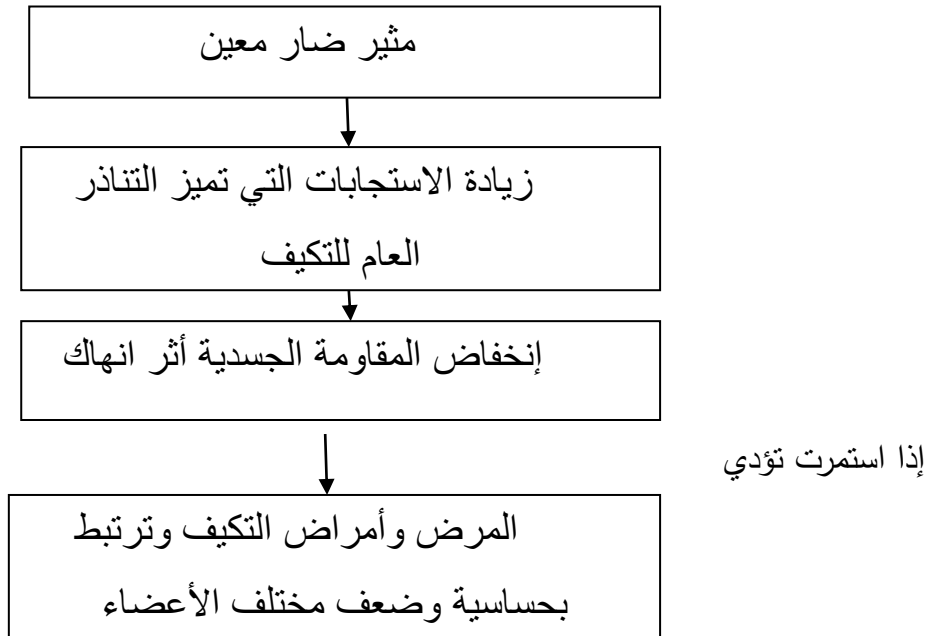 مثير ضار معين
زيادة الاستجابات التي تميز التناذر
العام للتكيف
إنخفاض المقاومة الجسدية أثر انهاك
إذا استمرت تؤدي
المرض وأمراض التكيف وترتبط
بحساسية وضعف مختلف الأعضاء